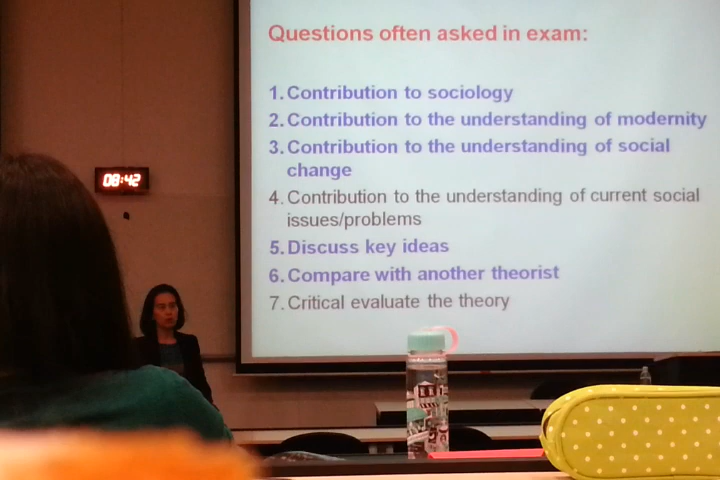 Questions often asked in exam:
1. Contribution to sociology
2. Contribution to the understanding of modernity
3. Contribution to the understanding of social
change
4. Contribution to the understanding of current social
issues/problems
5. Discuss key ideas
6. Compare with another theorist
7. Critical evaluate the theory
08:42